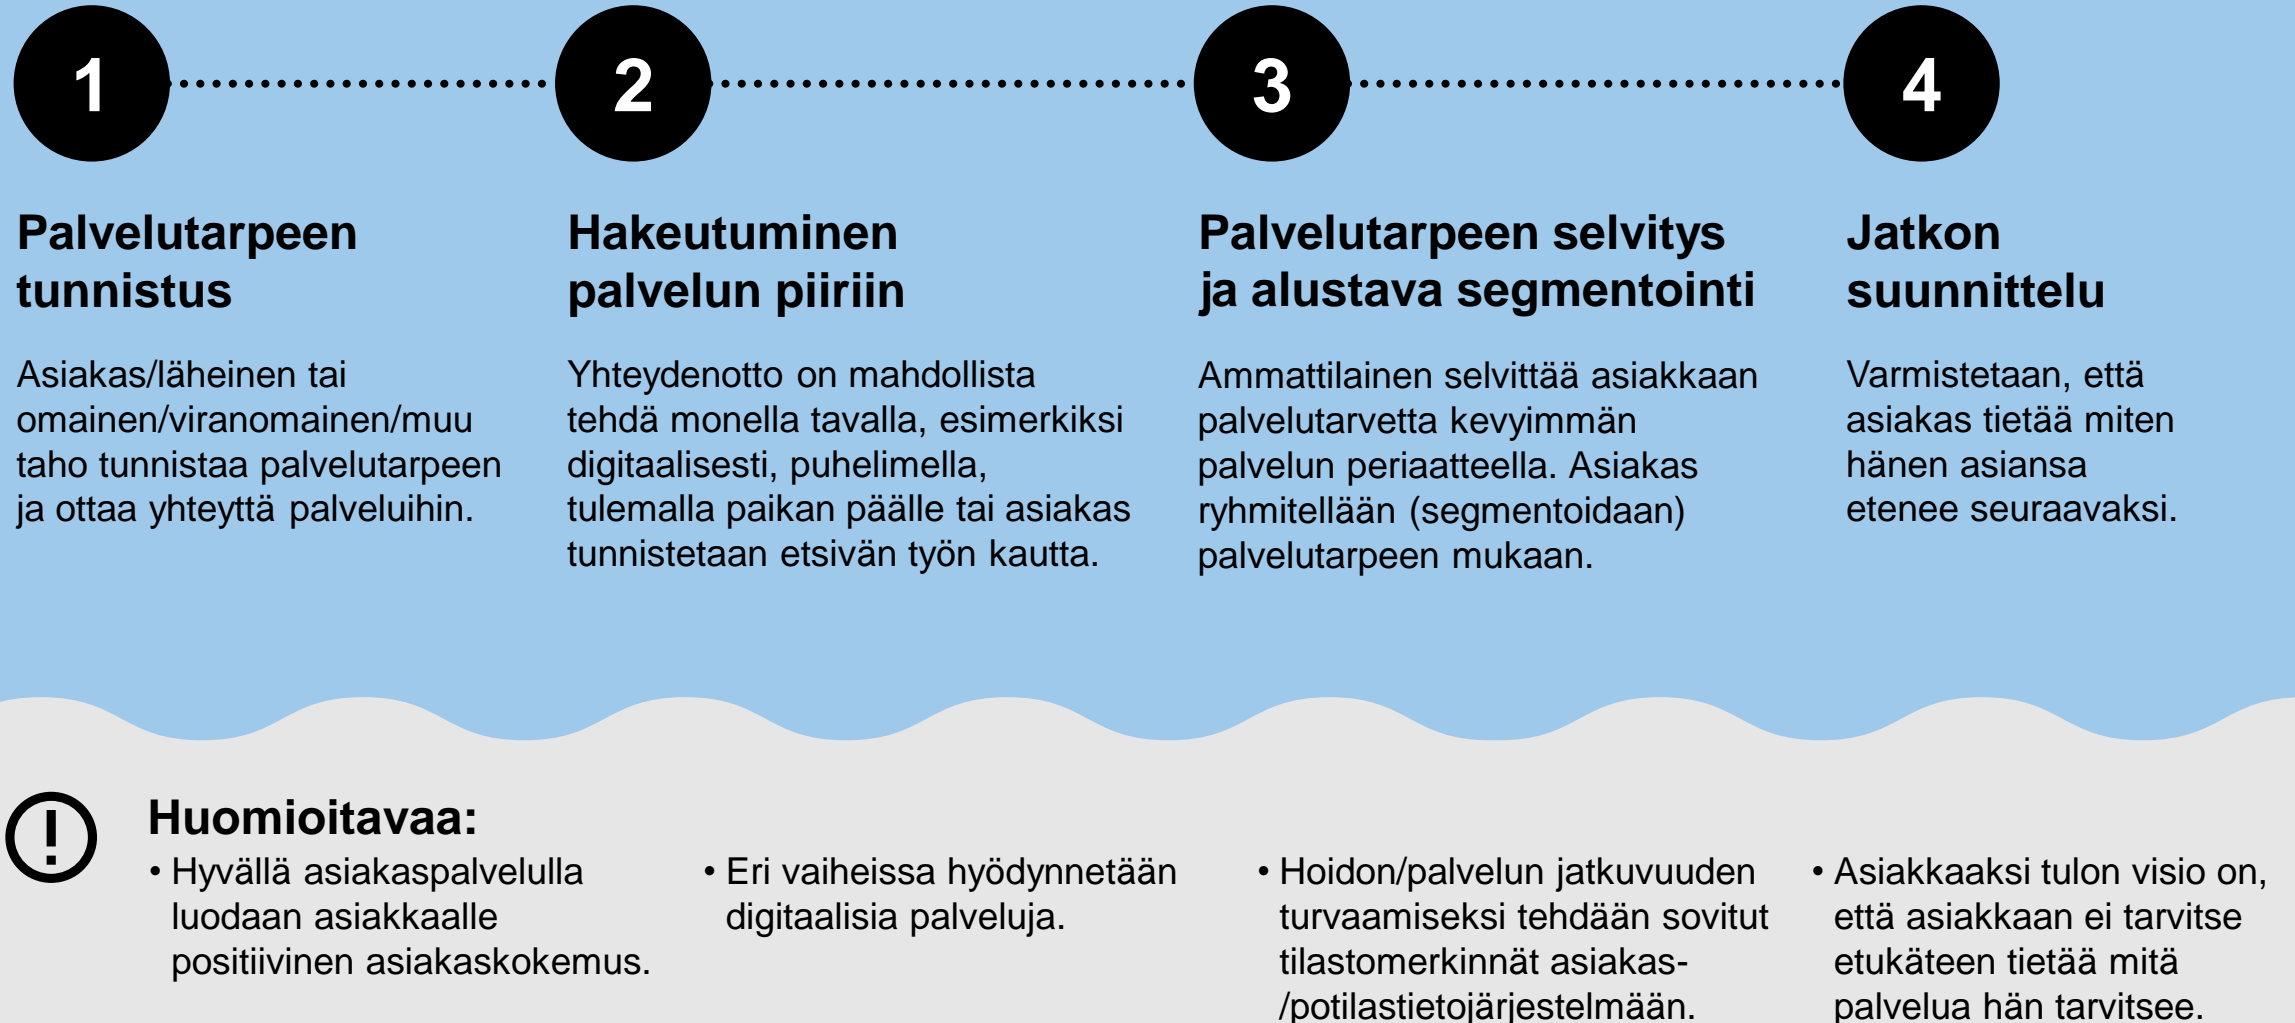 1
2
3
4
Palvelutarpeen
tunnistus
Asiakas/läheinen tai
omainen/viranomainen/muu
taho tunnistaa palvelutarpeen
ja ottaa yhteyttä palveluihin.
Hakeutuminen
palvelun piiriin
Yhteydenotto on mahdollista
tehdä monella tavalla, esimerkiksi
digitaalisesti, puhelimella,
tulemalla paikan päälle tai asiakas
tunnistetaan etsivän työn kautta.
Palvelutarpeen selvitys
ja alustava segmentointi
Ammattilainen selvittää asiakkaan
palvelutarvetta kevyimmän
palvelun periaatteella. Asiakas
ryhmitellään (segmentoidaan)
palvelutarpeen mukaan.
Jatkon
suunnittelu
Varmistetaan, että
asiakas tietää miten
hänen asiansa
etenee seuraavaksi.
Huomioitavaa:
• Hyvällä asiakaspalvelulla
luodaan asiakkaalle
positiivinen asiakaskokemus.
• Eri vaiheissa hyödynnetään
digitaalisia palveluja.
• Hoidon/palvelun jatkuvuuden
turvaamiseksi tehdään sovitut
tilastomerkinnät asiakas-
/potilastietojärjestelmään.
• Asiakkaaksi tulon visio on,
että asiakkaan ei tarvitse
etukäteen tietää mitä
palvelua hän tarvitsee.